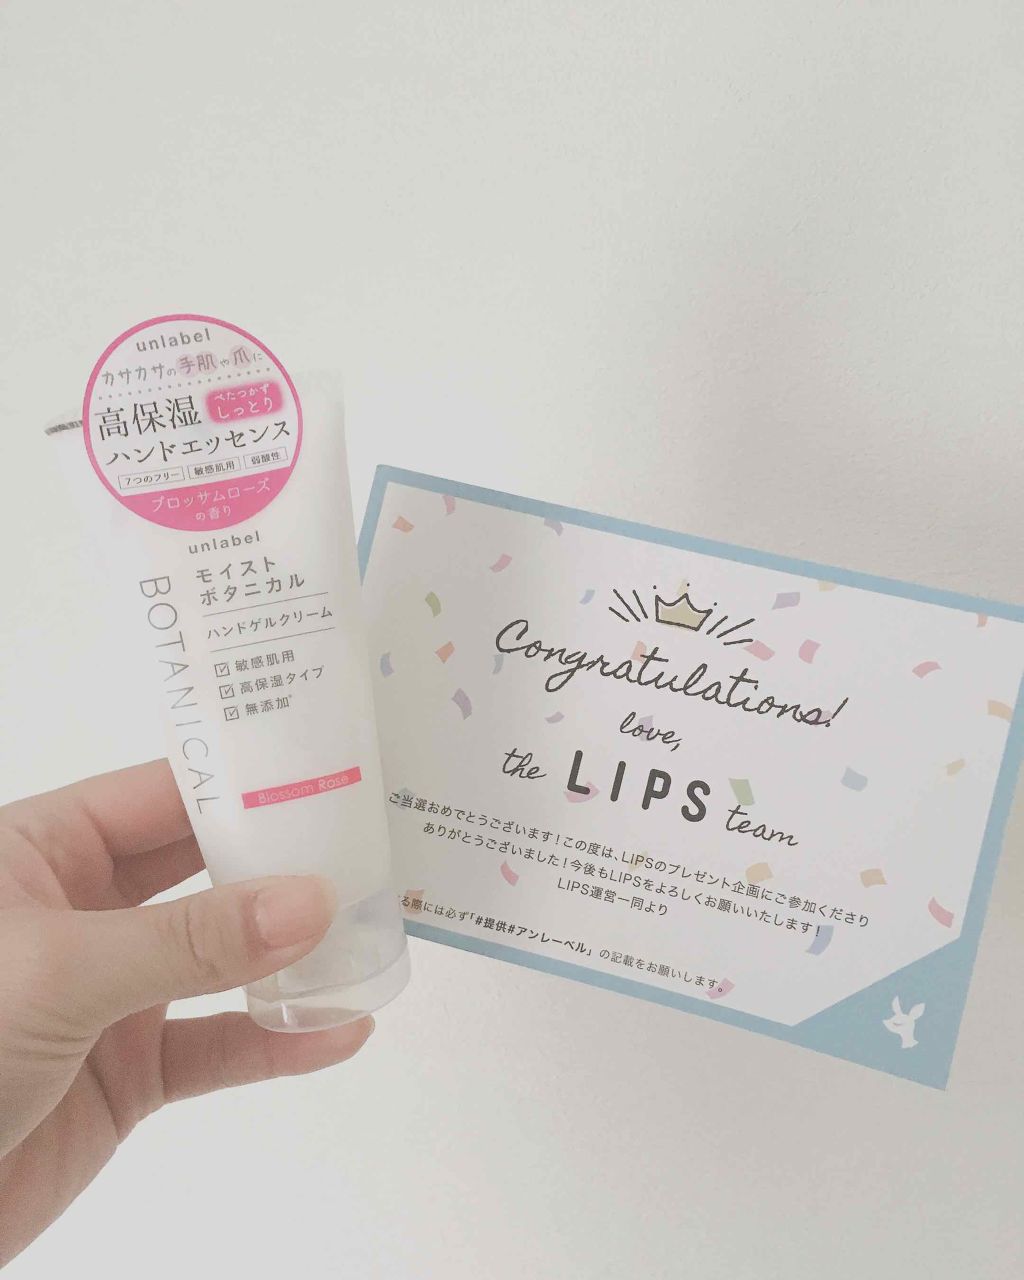 unlabel
カサカサの手肌や爪に
高保湿
べたつかず
しっとり
ハンドエッセンス
7つのフリー 敏感肌用 弱酸性
ブロッサムローズ
の香り
unlabel
モイスト
ボタニカル
ハンドゲルクリーム
敏感肌用
高保湿タイプ
無添加*
Blossom Rose
BOTANICAL
Congratulations!
love,
the LIPS team
ご当選おめでとうございます!この度は、LIPSのプレゼント企画にご参加くださり
ありがとうございました!今後もLIPSをよろしくお願いいたします!
LIPS運営一同より
る際には必ず「#提供#アンレーベル」の記載をお願いします。